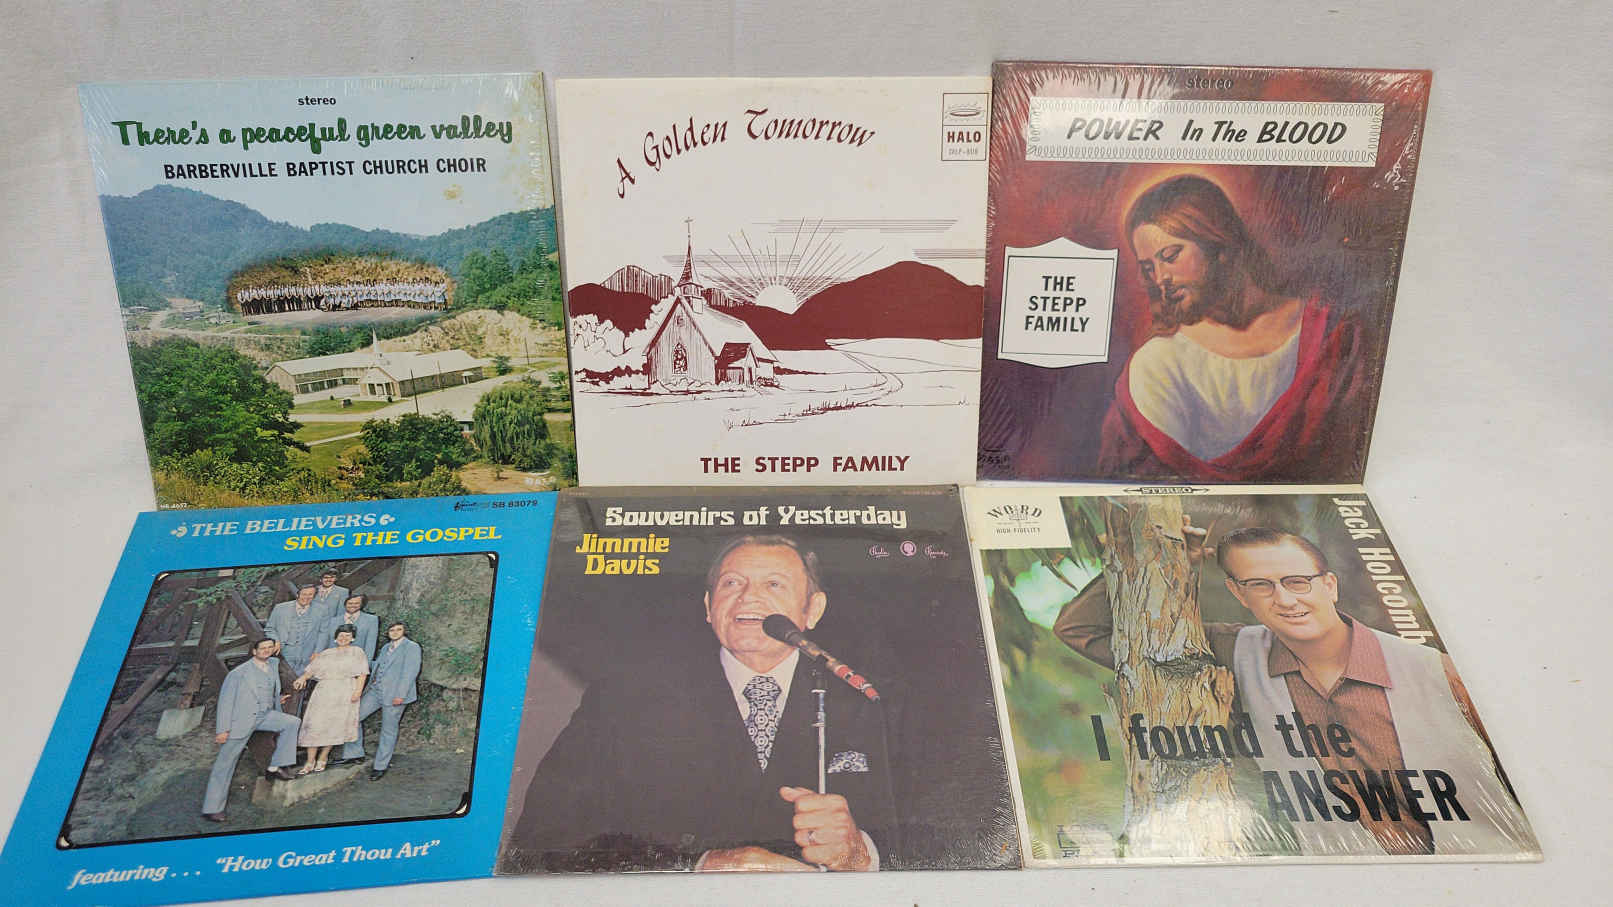 stereo
There's a peaceful green valley
BARBERVILLE BAPTIST CHURCH CHOIR
A Golden Tomorrow
HALO
THE STEPP FAMILY
stereo
POWER In The BLOOD
THE
STEPP
FAMILY
SB 83079
THE BELIEVERS
SING THE GOSPEL
featuring... "How Great Thou Art"
Souvenirs of Yesterday
Jimmie
Davis
STEREO
WORD
HIGH FIDELITY
Jack Holcomb
I found the
ANSWER